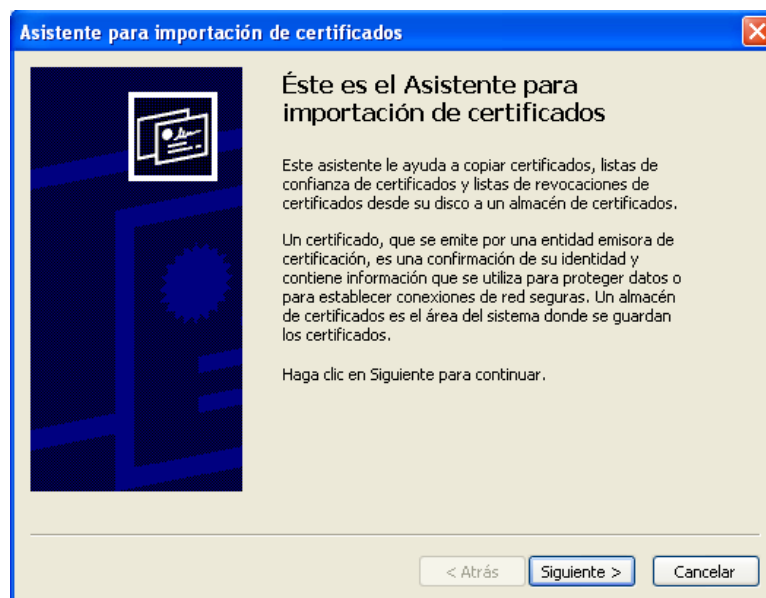 Asistente para importación de certificados
Éste es el Asistente para
importación de certificados
Este asistente le ayuda a copiar certificados, listas de
confianza de certificados y listas de revocaciones de
certificados desde su disco a un almacén de certificados.
Un certificado, que se emite por una entidad emisora de
certificación, es una confirmación de su identidad y
contiene información que se utiliza para proteger datos o
para establecer conexiones de red seguras. Un almacén
de certificados es el área del sistema donde se guardan
los certificados.
Haga clic en Siguiente para continuar.
< Atrás Siguiente > Cancelar